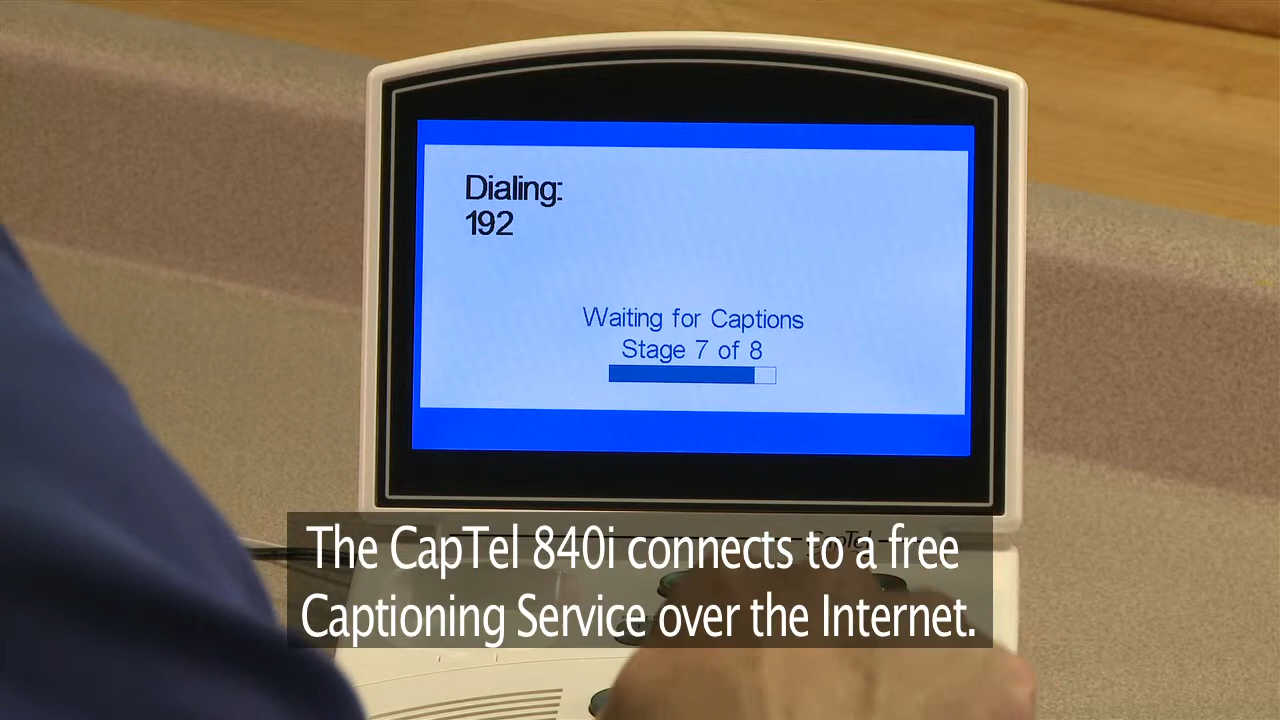 Dialing:
192
Waiting for Captions
Stage 7 of 8
CapTel
The CapTel 840i connects to a free
Captioning Service over the Internet.